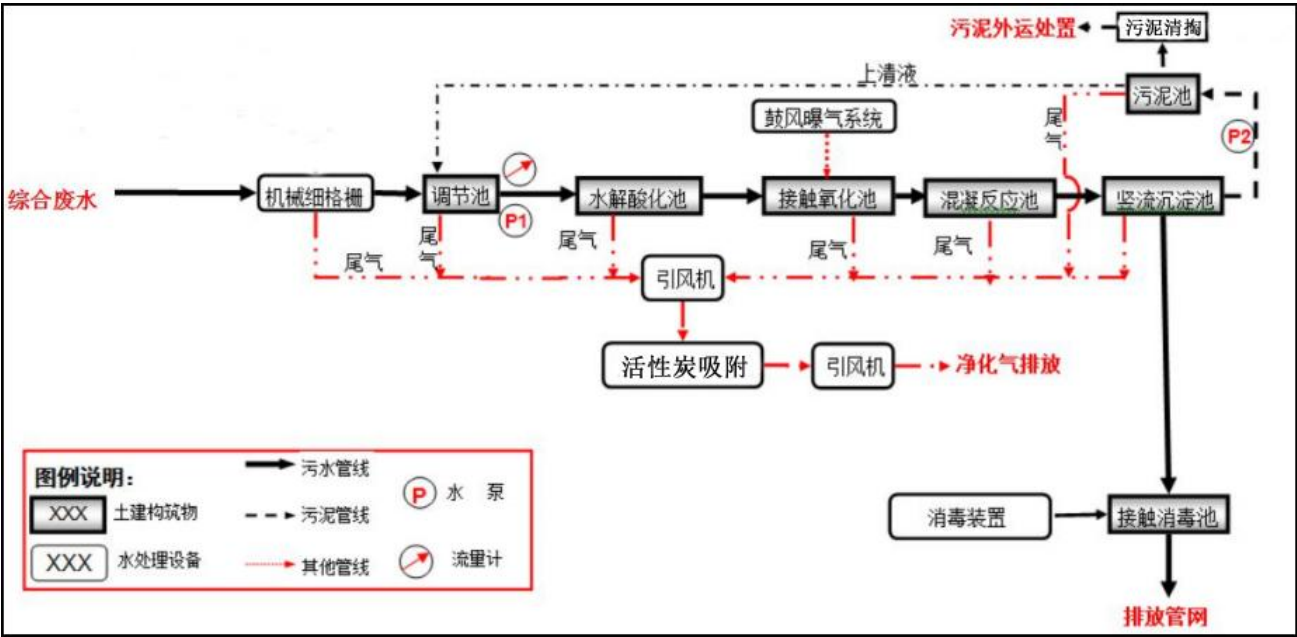 污泥外运处置
污泥清掏
上清液
污泥池
尾气
鼓风曝气系统
P2
综合废水
机械细格栅
调节池
P1
水解酸化池
接触氧化池
混凝反应池
竖流沉淀池
尾气
尾气
尾气
尾气
尾气
引风机
活性炭吸附
引风机
净化气排放
图例说明：
XXX 土建构筑物
XXX 水处理设备
污水管线
污泥管线
其他管线
P 水 泵
流量计
消毒装置
接触消毒池
排放管网